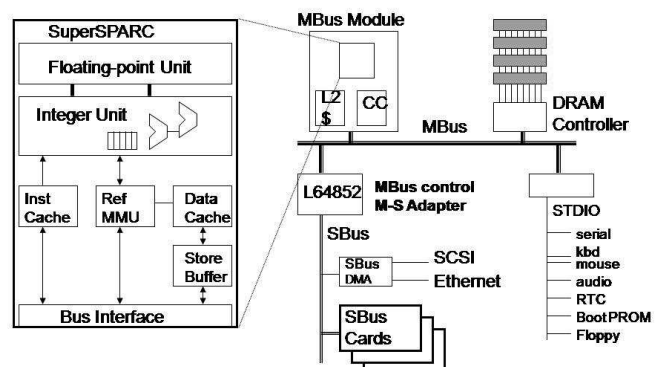 SuperSPARC
Floating-point Unit
Integer Unit
Inst
Cache
Ref
MMU
Data
Cache
Store
Buffer
Bus Interface
MBus Module
L2
$
CC
DRAM
Controller
MBus
L64852
MBus control
M-S Adapter
STDIO
SBus
serial
kbd
mouse
audio
RTC
Boot PROM
Floppy
SBus
DMA
SCSI
Ethernet
SBus
Cards